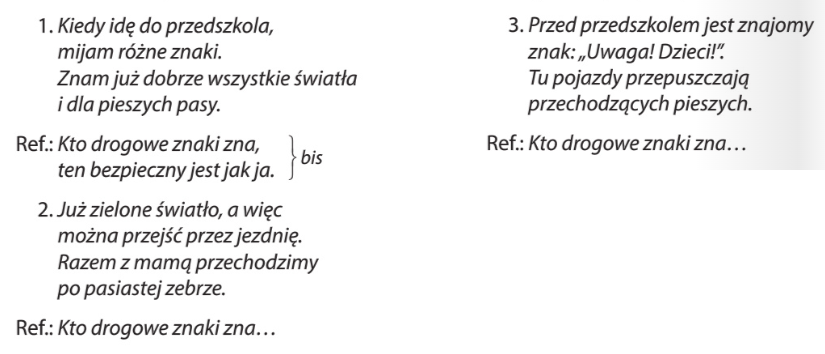 1. Kiedy idę do przedszkola,
mijam różne znaki.
Znam już dobrze wszystkie światła
i dla pieszych pasy.
Ref.: Kto drogowe znaki zna,
ten bezpieczny jest jak ja. } bis
2. Już zielone światło, a więc
można przejść przez jezdnię.
Razem z mamą przechodzimy
po pasiastej zebrze.
Ref.: Kto drogowe znaki zna…
3. Przed przedszkolem jest znajomy
znak: „Uwaga! Dzieci!”.
Tu pojazdy przepuszczają
przechodzących pieszych.
Ref.: Kto drogowe znaki zna…